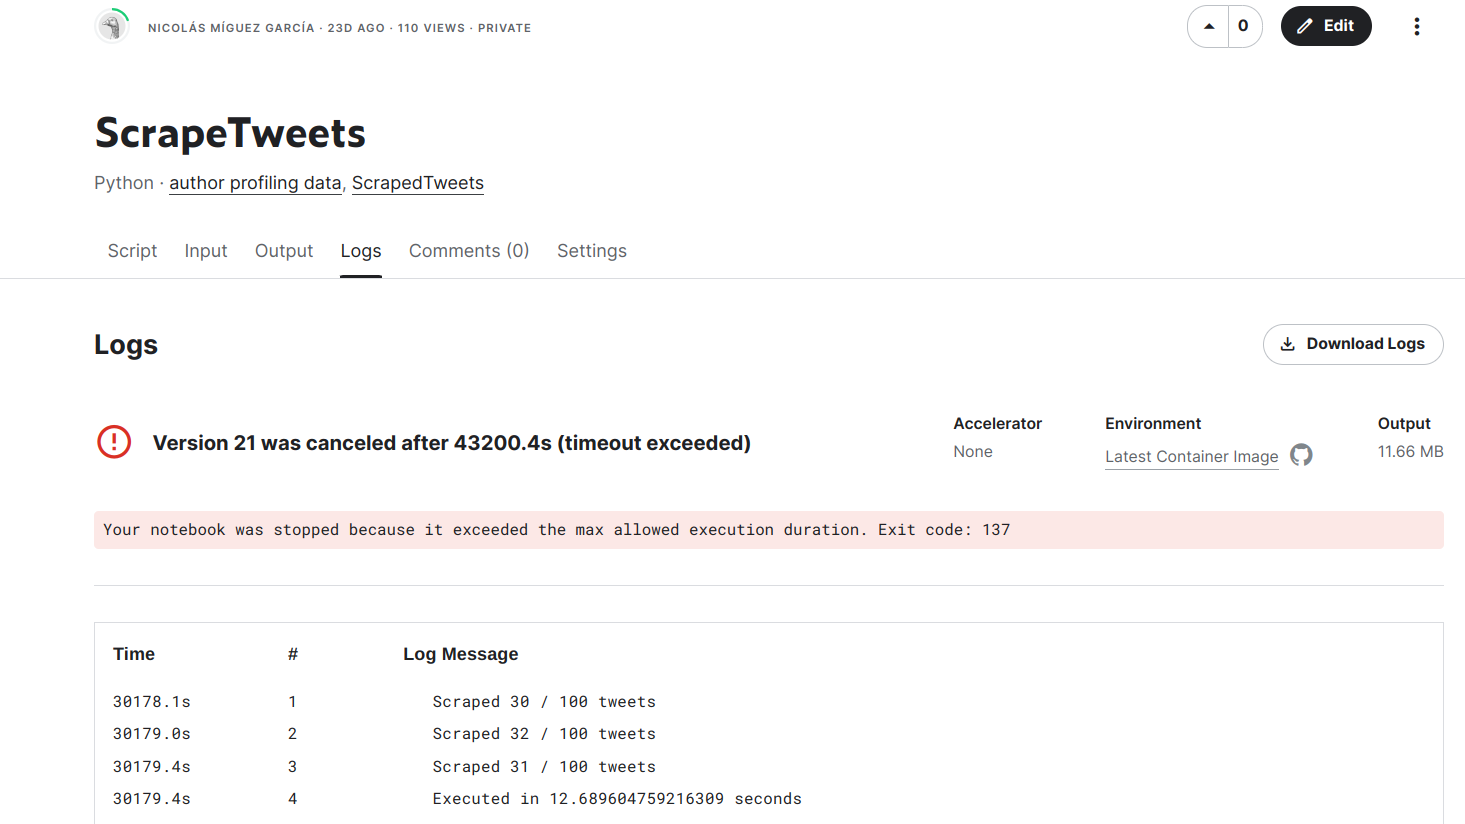 NICOLÁS MÍGUEZ GARCÍA · 23D AGO · 110 VIEWS · PRIVATE
0
Edit
ScrapeTweets
Python · author profiling data, ScrapedTweets
Script Input Output Logs Comments (0) Settings
Logs
Download Logs
Version 21 was canceled after 43200.4s (timeout exceeded)
Accelerator
None
Environment
Latest Container Image
Output
11.66 MB
Your notebook was stopped because it exceeded the max allowed execution duration. Exit code: 137
Time # Log Message
30178.1s 1 Scraped 30 / 100 tweets
30179.0s 2 Scraped 32 / 100 tweets
30179.4s 3 Scraped 31 / 100 tweets
30179.4s 4 Executed in 12.689604759216309 seconds